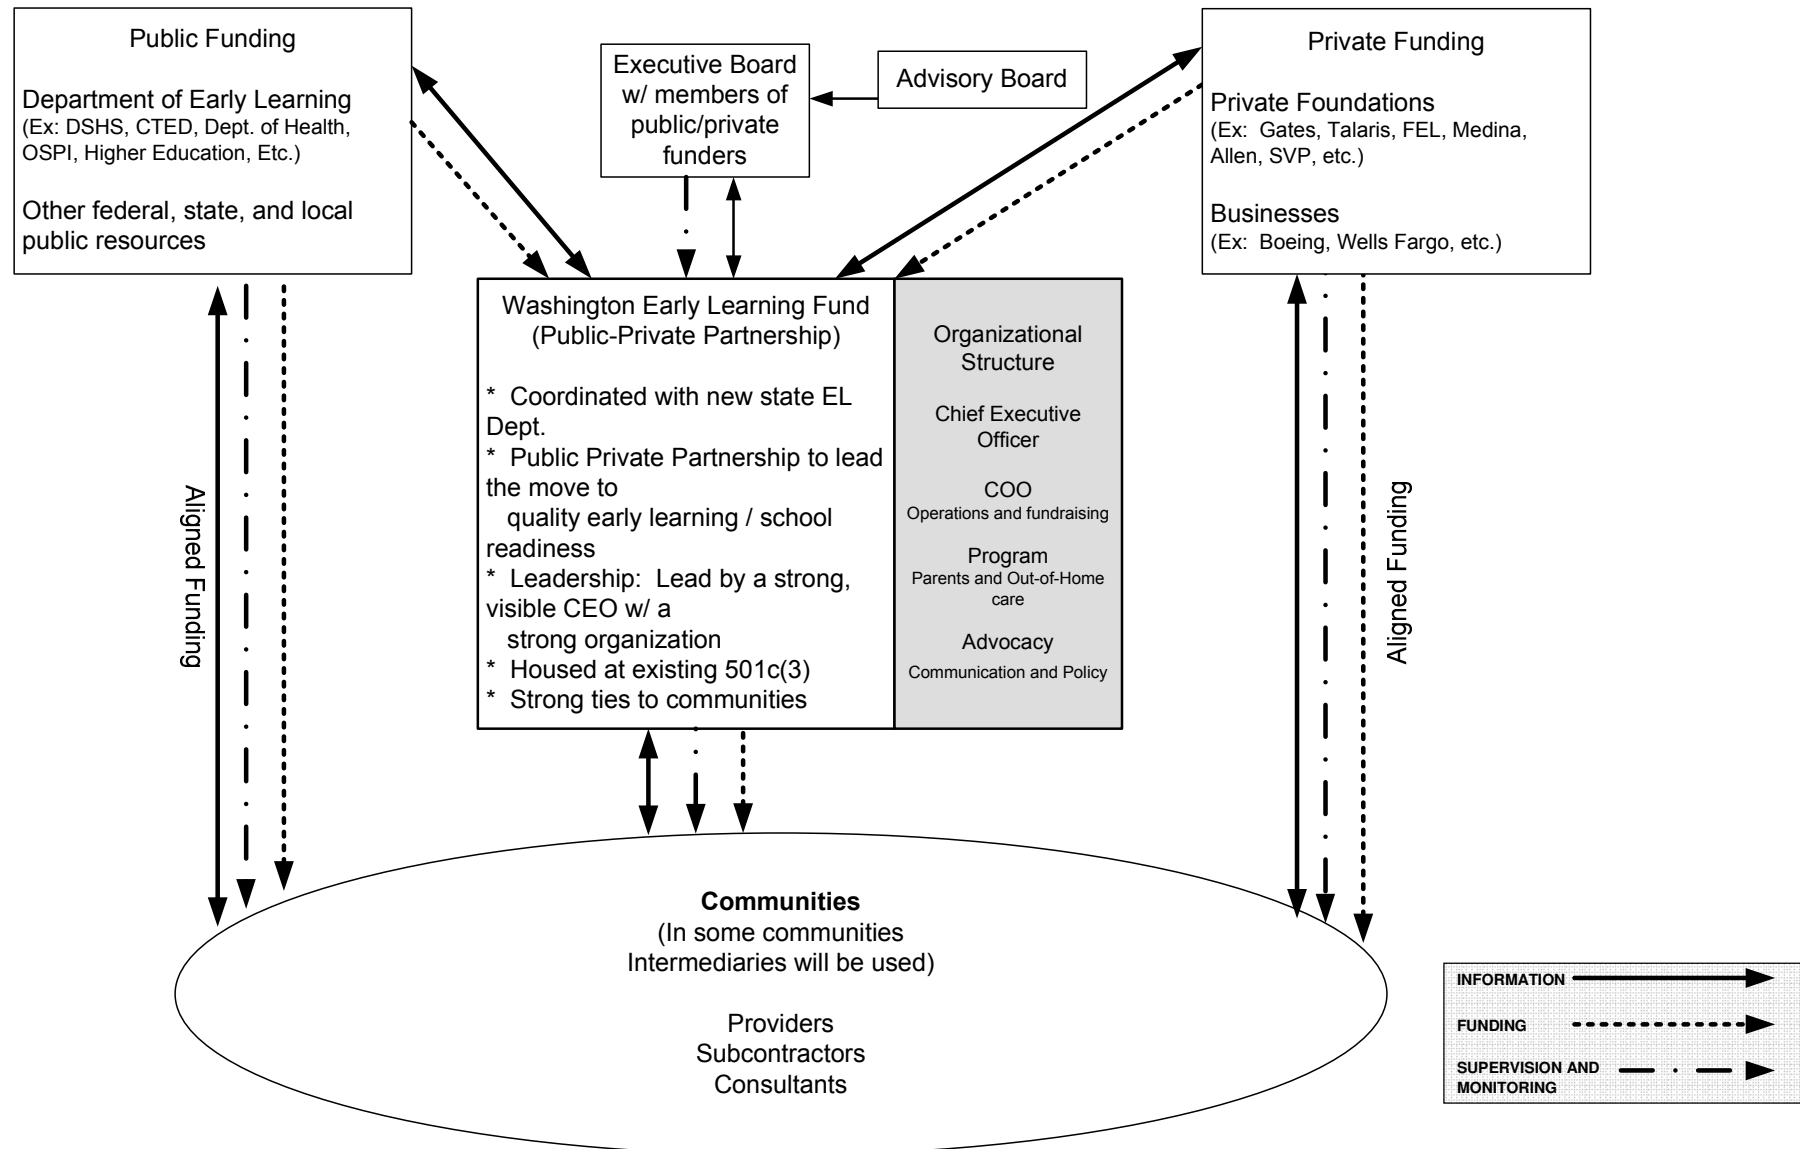 Public Funding
Department of Early Learning
(Ex: DSHS, CTED, Dept. of Health,
OSPI, Higher Education, Etc.)
Other federal, state, and local
public resources
Executive Board
w/ members of
public/private
funders
Advisory Board
Private Funding
Private Foundations
(Ex:  Gates, Talaris, FEL, Medina,
Allen, SVP, etc.)
Businesses
(Ex:  Boeing, Wells Fargo, etc.)
Washington Early Learning Fund
(Public-Private Partnership)
*  Coordinated with new state EL
Dept.
*  Public Private Partnership to lead
the move to
quality early learning / school
readiness
*  Leadership:  Lead by a strong,
visible CEO w/ a
strong organization
*  Housed at existing 501c(3)
*  Strong ties to communities
Organizational
Structure
Chief Executive
Officer
COO
Operations and fundraising
Program
Parents and Out-of-Home
care
Advocacy
Communication and Policy
Aligned Funding
Aligned Funding
Communities
(In some communities
Intermediaries will be used)
Providers
Subcontractors
Consultants
INFORMATION
FUNDING
SUPERVISION AND
MONITORING